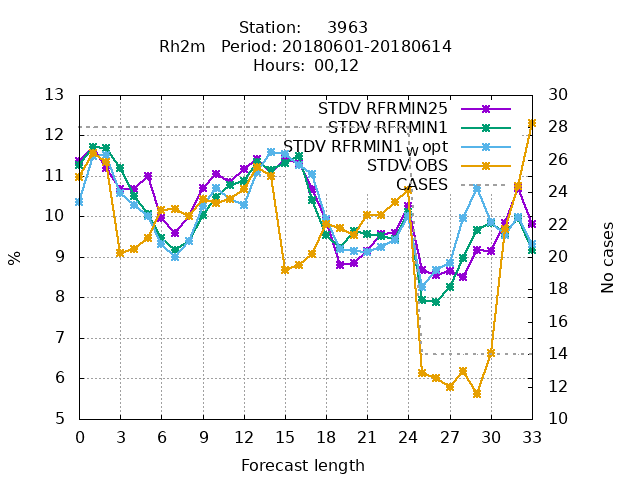 Station:     3963
Rh2m   Period: 20180601-20180614
Hours:  00,12
STDV RFRMIN25
STDV RFRMIN1
STDV RFRMIN1_W opt
STDV OBS
CASES
13
12
11
10
9
8
7
6
5
%
30
28
26
24
22
20
18
16
14
12
10
No cases
0 3 6 9 12 15 18 21 24 27 30 33
Forecast length